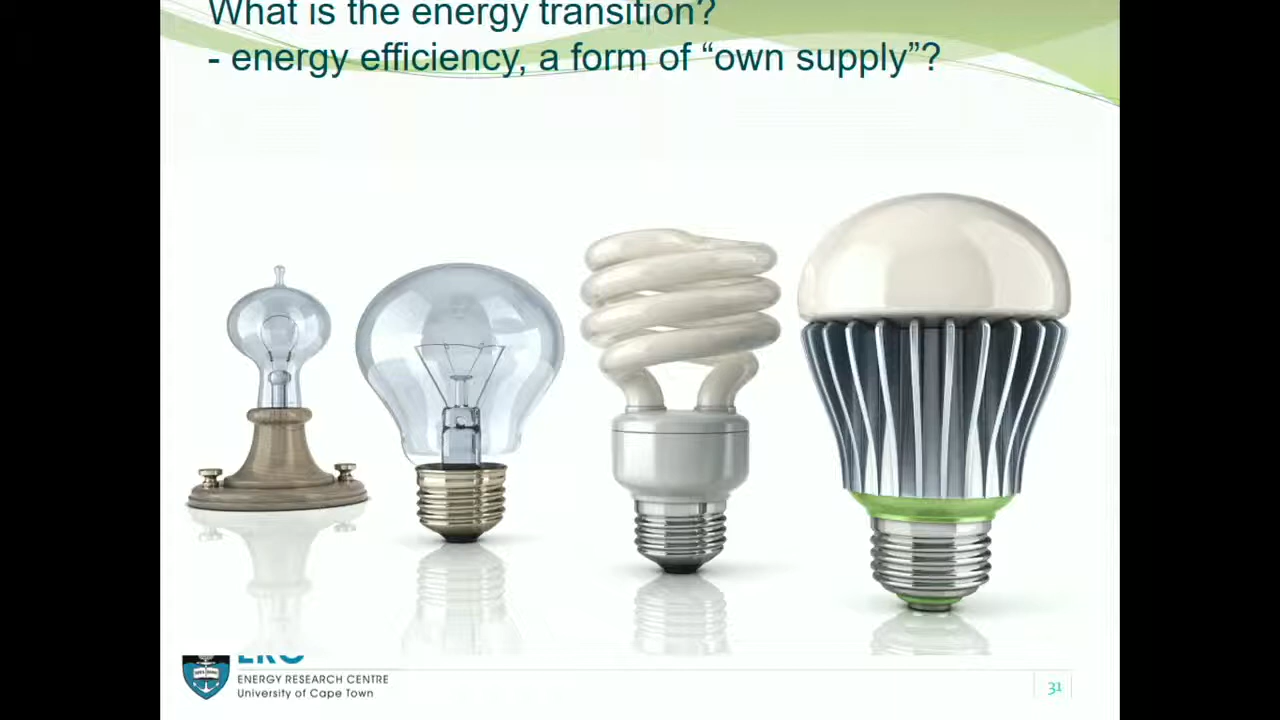 What is the energy transition?
- energy efficiency, a form of “own supply”?
ERC
ENERGY RESEARCH CENTRE
University of Cape Town
31